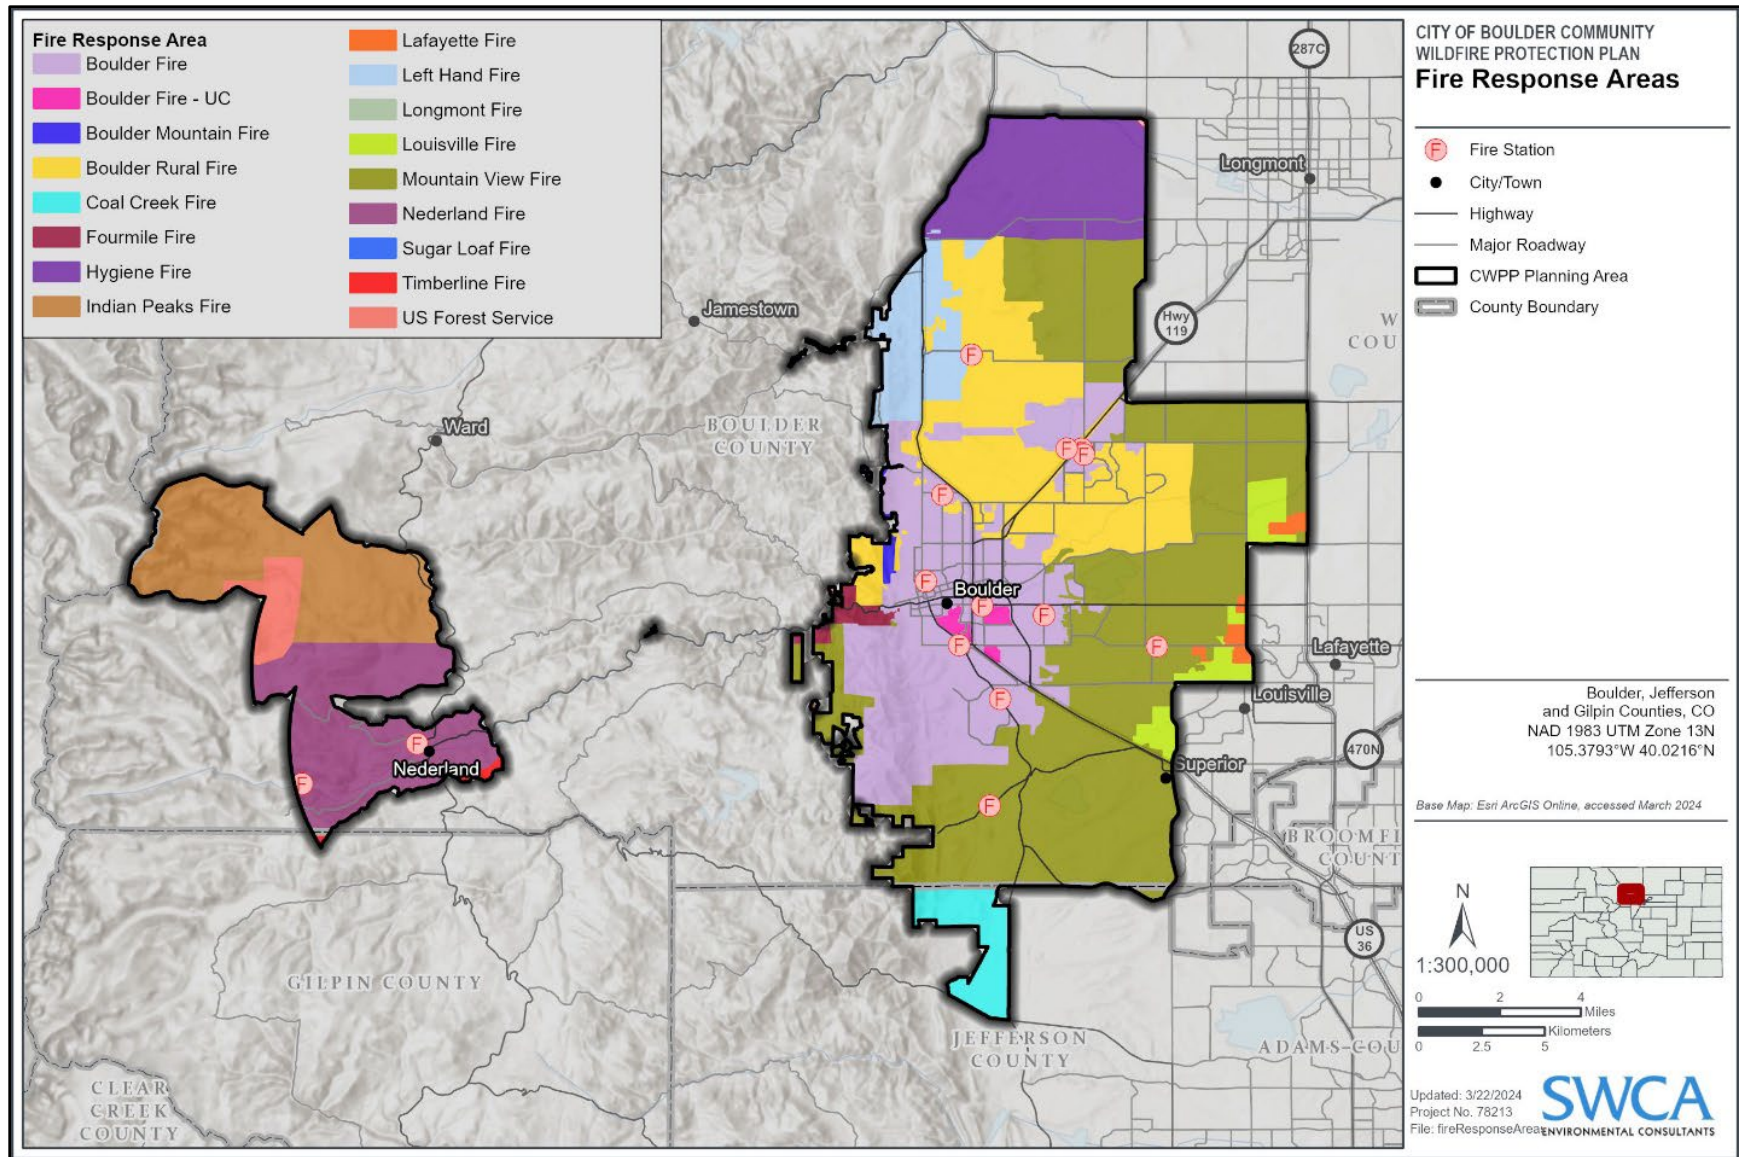 Fire Response Area
Boulder Fire
Boulder Fire - UC
Boulder Mountain Fire
Boulder Rural Fire
Coal Creek Fire
Fourmile Fire
Hygiene Fire
Indian Peaks Fire
Lafayette Fire
Left Hand Fire
Longmont Fire
Louisville Fire
Mountain View Fire
Nederland Fire
Sugar Loaf Fire
Timberline Fire
US Forest Service
287C
Longmont
Jamestown
Hwy
119
W
COU
Ward
BOULDER
COUNTY
F
F
F
F
F
F
Boulder
F
F
F
F
Lafayette
Louisville
F
F
Nederland
F
470N
Superior
F
BROOMFI
COUNT
US
36
GILPIN COUNTY
JEFFERSON
COUNTY
ADAMS COU
CLEAR
CREEK
COUNTY
CITY OF BOULDER COMMUNITY
WILDFIRE PROTECTION PLAN
Fire Response Areas
F Fire Station
City/Town
Highway
Major Roadway
CWPP Planning Area
County Boundary
Boulder, Jefferson
and Gilpin Counties, CO
NAD 1983 UTM Zone 13N
105.3793°W 40.0216°N
Base Map: Esri ArcGIS Online, accessed March 2024
N
1:300,000
0 2 4
Miles
Kilometers
0 2.5 5
Updated: 3/22/2024
Project No. 78213
File: fireResponseAreas
SWCA
ENVIRONMENTAL CONSULTANTS